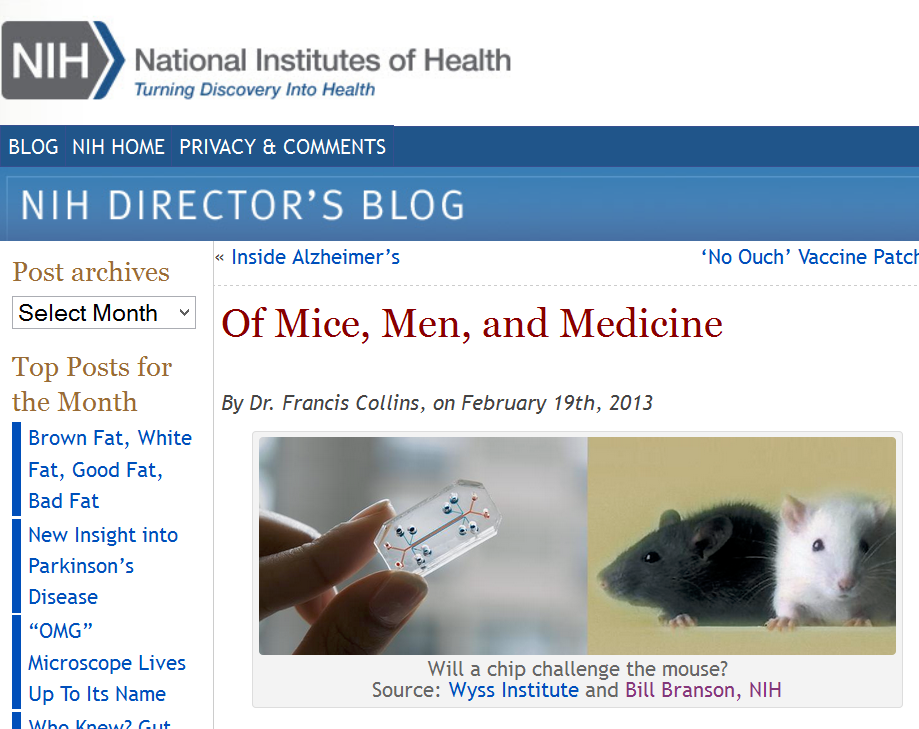 NIH
National Institutes of Health
Turning Discovery Into Health
BLOG NIH HOME PRIVACY & COMMENTS
NIH DIRECTOR'S BLOG
Post archives
Select Month
Top Posts for
the Month
Brown Fat, White
Fat, Good Fat,
Bad Fat
New Insight into
Parkinson’s
Disease
“OMG”
Microscope Lives
Up To Its Name
Who Knew? Gut
« Inside Alzheimer’s
‘No Ouch’ Vaccine Patch
Of Mice, Men, and Medicine
By Dr. Francis Collins, on February 19th, 2013
Will a chip challenge the mouse?
Source: Wyss Institute and Bill Branson, NIH